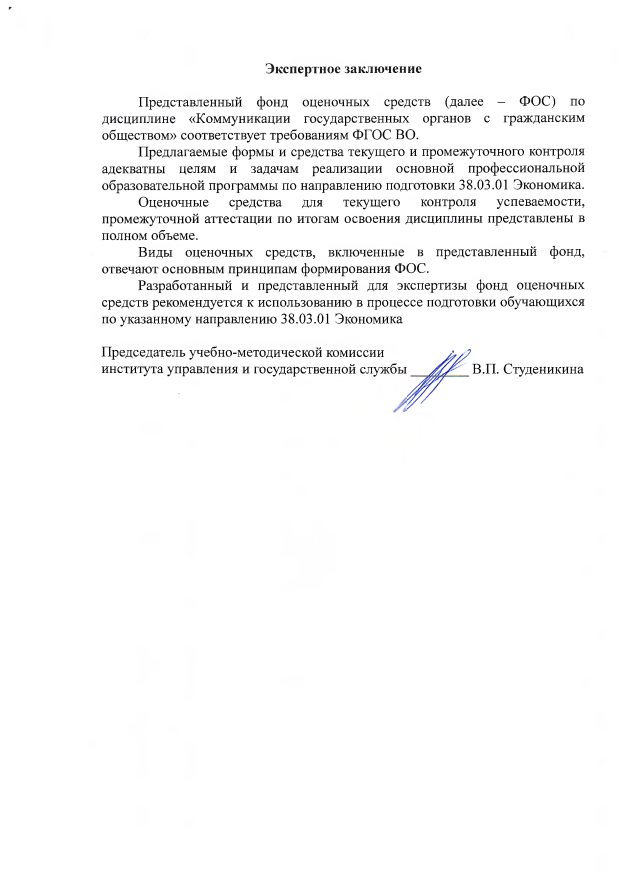 Экспертное заключение
Представленный фонд оценочных средств (далее – ФОС) по
дисциплине «Коммуникации государственных органов с гражданским
обществом» соответствует требованиям ФГОС ВО.
Предлагаемые формы и средства текущего и промежуточного контроля
адекватны целям и задачам реализации основной профессиональной
образовательной программы по направлению подготовки 38.03.01 Экономика.
Оценочные средства для текущего контроля успеваемости,
промежуточной аттестации по итогам освоения дисциплины представлены в
полном объеме.
Виды оценочных средств, включенные в представленный фонд,
отвечают основным принципам формирования ФОС.
Разработанный и представленный для экспертизы фонд оценочных
средств рекомендуется к использованию в процессе подготовки обучающихся
по указанному направлению 38.03.01 Экономика
Председатель учебно-методической комиссии
института управления и государственной службы ________ В.П. Студеникина